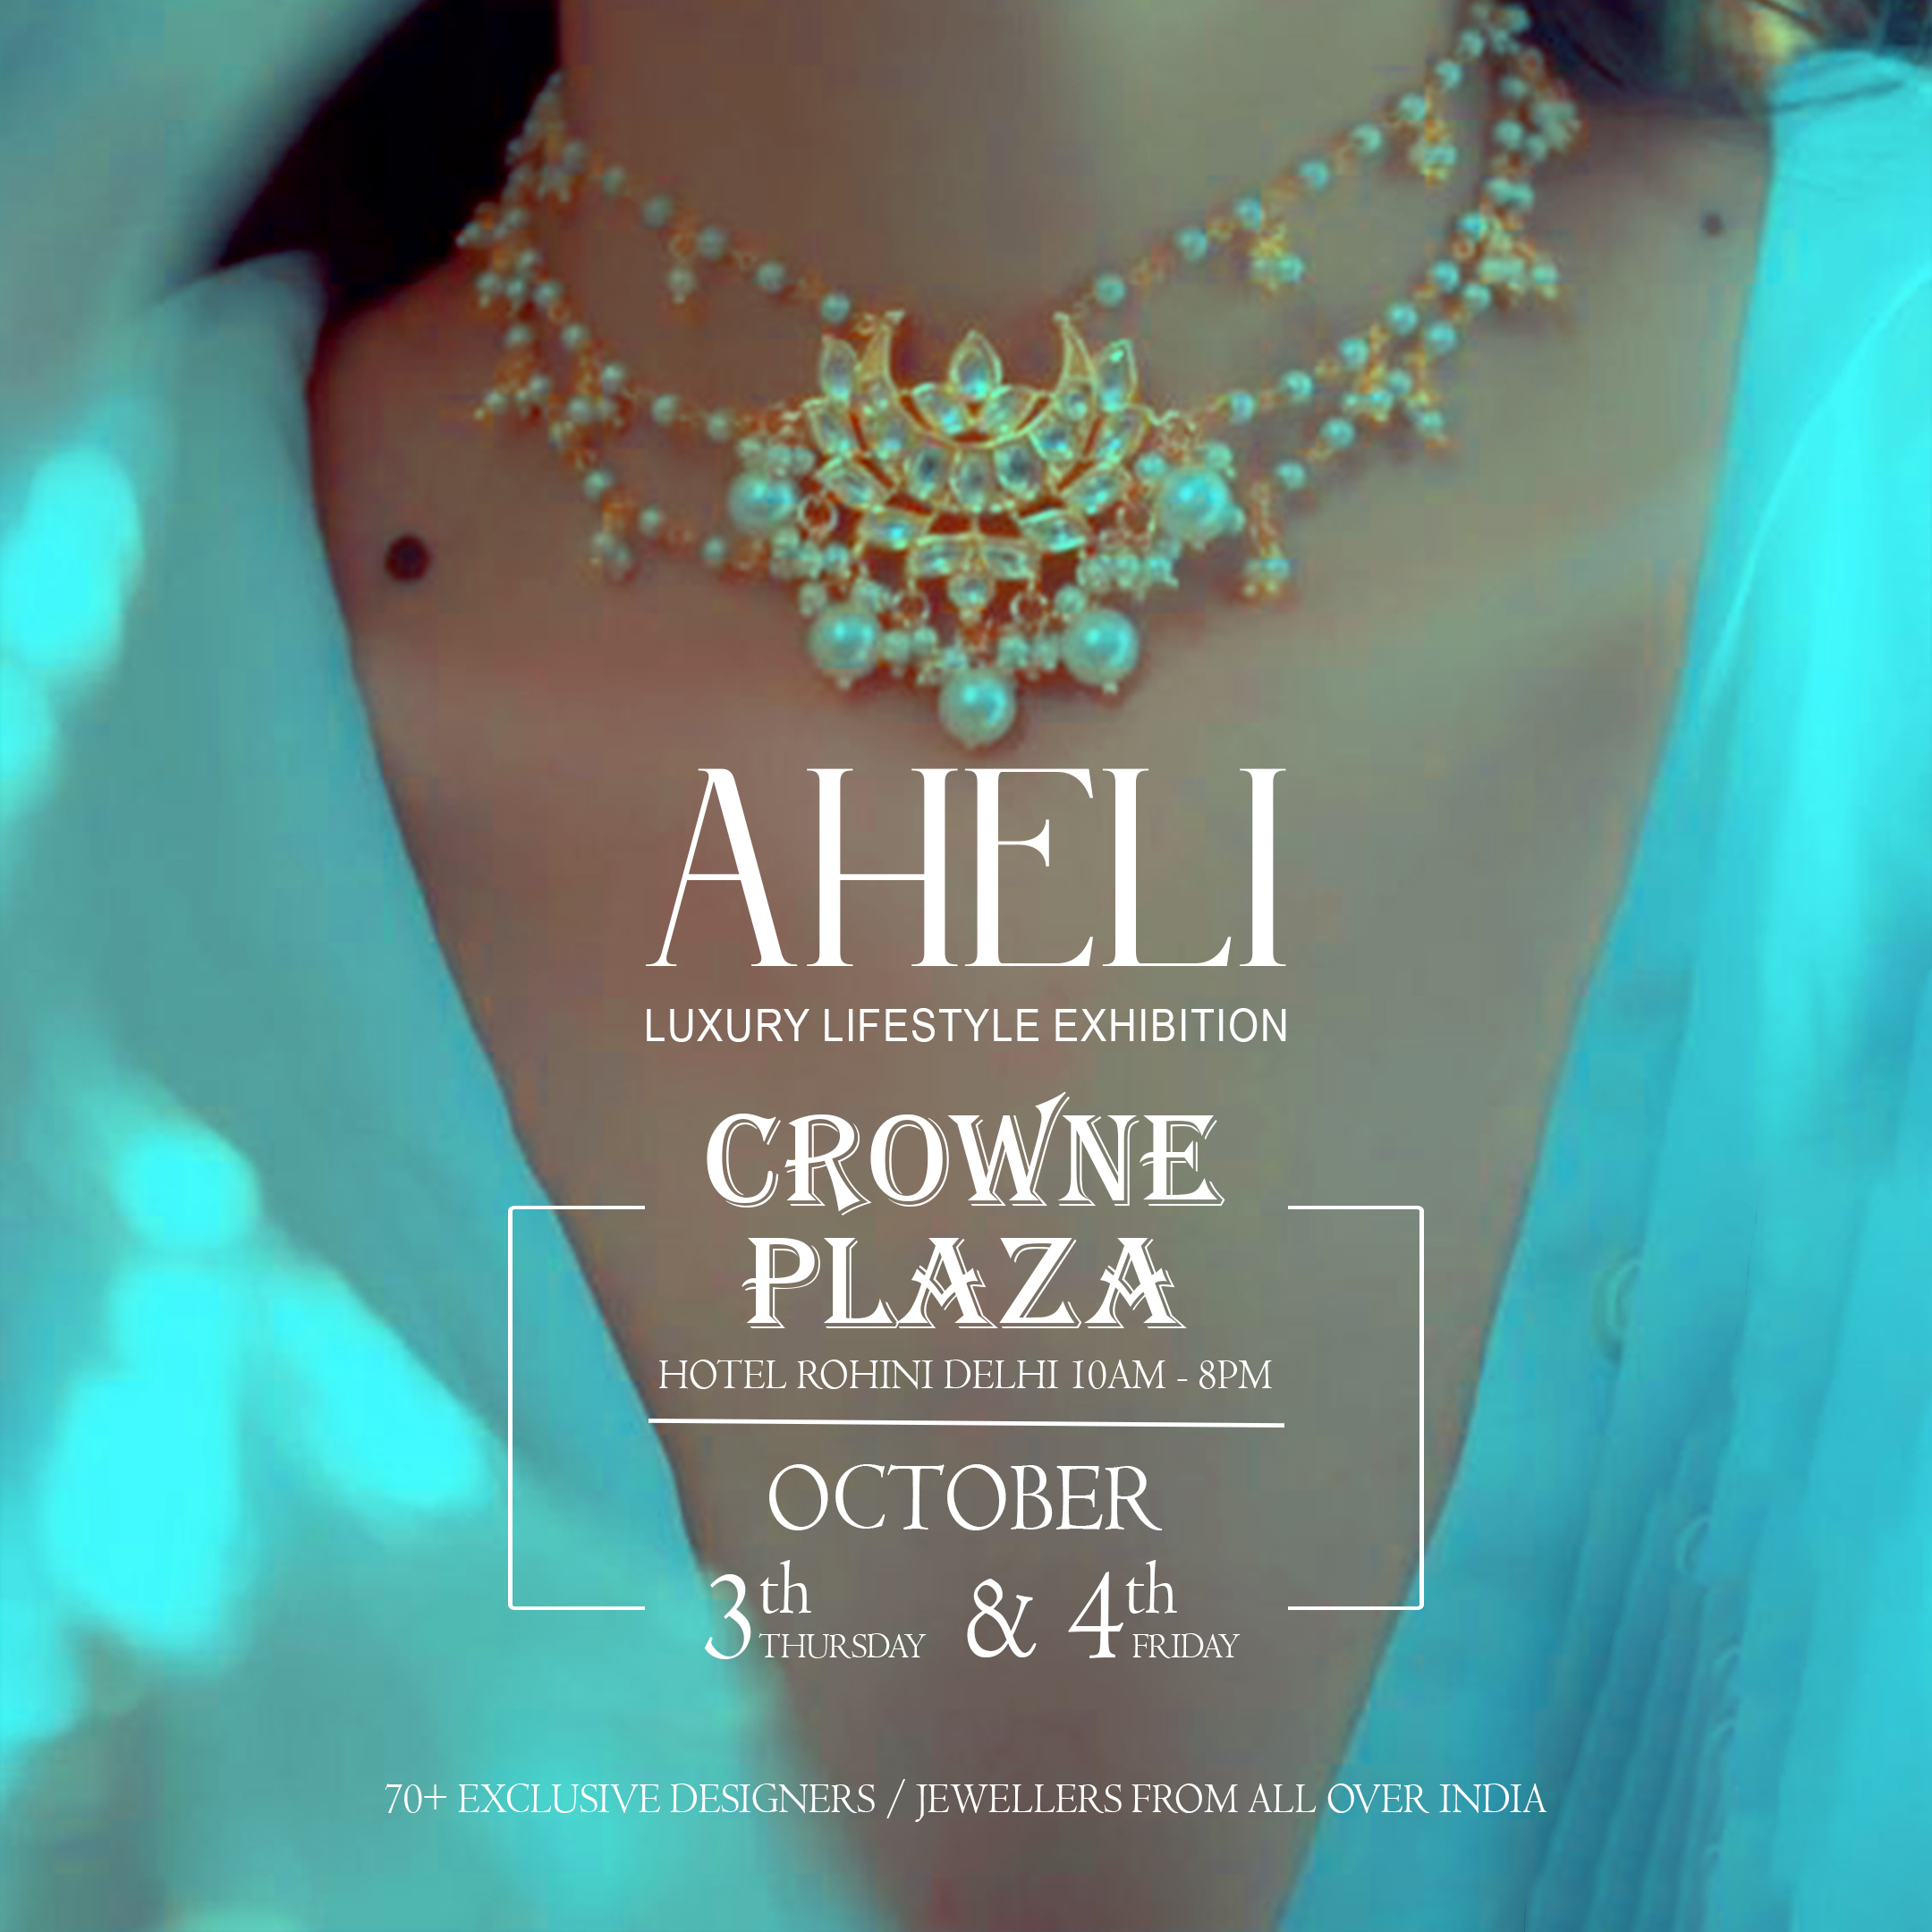 AHELI
LUXURY LIFESTYLE EXHIBITION
CROWNE
PLAZA
HOTEL ROHINI DELHI 10AM - 8PM
OCTOBER
3th THURSDAY & 4th FRIDAY
70+ EXCLUSIVE DESIGNERS / JEWELLERS FROM ALL OVER INDIA